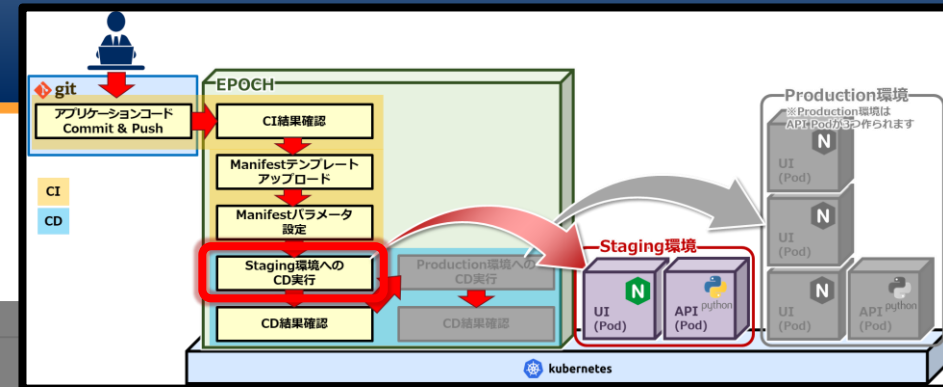 git
アプリケーションコード
Commit & Push
CI
CD
EPOCH
CI結果確認
Manifestテンプレート
アップロード
Manifestパラメータ
設定
Staging環境への
CD実行
CD結果確認
Production環境への
CD実行
CD結果確認
Staging環境
N
UI
(Pod)
python
API
(Pod)
Production環境
※Production環境は
API Podが3つ作られます
N
UI
(Pod)
N
UI
(Pod)
N
UI
(Pod)
python
API
(Pod)
kubernetes